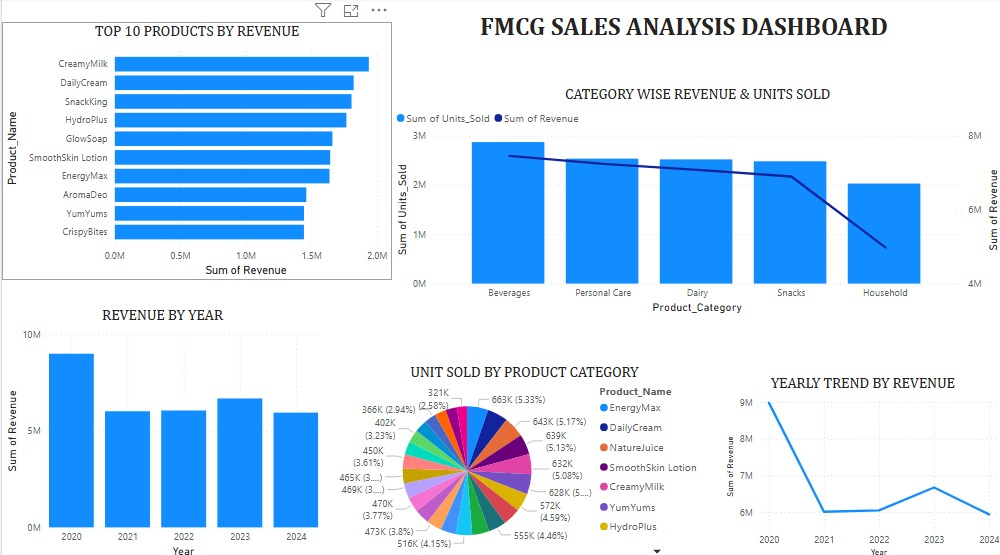 FMCG SALES ANALYSIS DASHBOARD
TOP 10 PRODUCTS BY REVENUE
Product_Name
CreamyMilk
DailyCream
SnackKing
HydroPlus
GlowSoap
SmoothSkin Lotion
EnergyMax
AromaDeo
YumYums
CrispyBites
0.0M 0.5M 1.0M 1.5M 2.0M
Sum of Revenue
CATEGORY WISE REVENUE & UNITS SOLD
Sum of Units_Sold Sum of Revenue
Sum of Units_Sold
3M
2M
1M
0M
8M
6M
4M
Sum of Revenue
Beverages Personal Care Dairy Snacks Household
Product_Category
REVENUE BY YEAR
Sum of Revenue
10M
5M
0M
2020 2021 2022 2023 2024
Year
UNIT SOLD BY PRODUCT CATEGORY
663K (5.33%)
643K (5.17%)
639K
(5.13%)
632K
(5.08%)
628K (5....)
572K
(4.59%)
555K (4.46%)
516K (4.15%)
473K (3.8%)
470K
(3.77%)
469K (3....)
465K (3....)
450K
(3.61%)
402K
(3.23%)
366K (2.94%)
321K
(2.58%)
Product_Name
EnergyMax
DailyCream
NatureJuice
SmoothSkin Lotion
CreamyMilk
YumYums
HydroPlus
YEARLY TREND BY REVENUE
Sum of Revenue
9M
8M
7M
6M
2020 2021 2022 2023 2024
Year